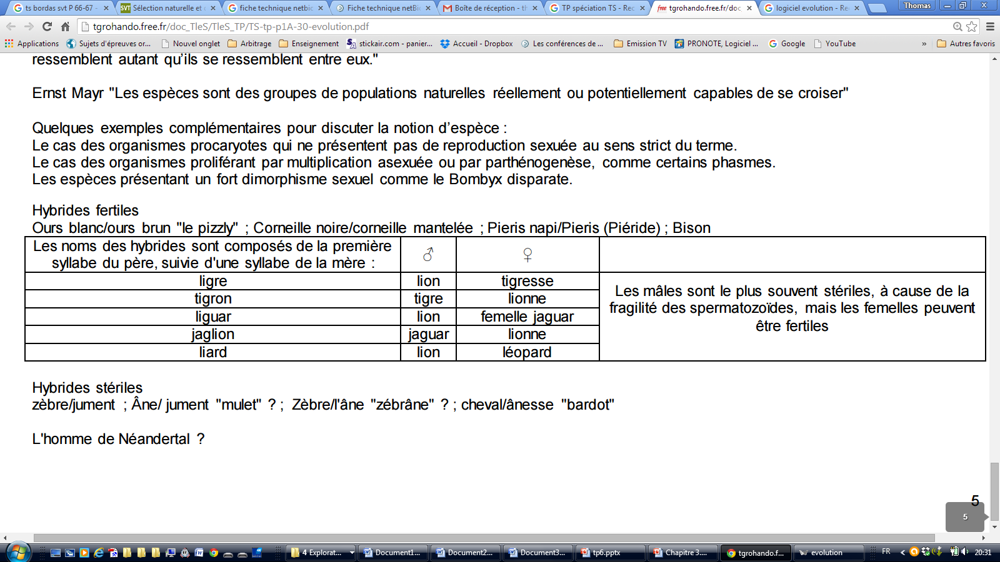 ts bordas svt P 66-67 -
Sélection naturelle et
fiche technique netbio
Fiche technique netBio
Boîte de réception - th
TP spéciation TS - Rec
tgrohando.free.fr/doc_
logiciel evolution - Re
Thomas
tgrohando.free.fr/doc_TleS/TleS_TP/TS-tp-p1A-30-evolution.pdf
Applications
Sujets d'épreuves or...
Nouvel onglet
Arbitrage
Enseignement
stickair.com - panier...
Accueil - Dropbox
Les conférences de ...
Emission TV
PRONOTE, Logiciel ...
Google
YouTube
»
Autres favoris
ressemblent autant qu’ils se ressemblent entre eux."
Ernst Mayr "Les espèces sont des groupes de populations naturelles réellement ou potentiellement capables de se croiser"
Quelques exemples complémentaires pour discuter la notion d’espèce :
Le cas des organismes procaryotes qui ne présentent pas de reproduction sexuée au sens strict du terme.
Le cas des organismes proliférant par multiplication asexuée ou par parthénogenèse, comme certains phasmes.
Les espèces présentant un fort dimorphisme sexuel comme le Bombyx disparate.
Hybrides fertiles
Ours blanc/ours brun "le pizzly" ; Corneille noire/corneille mantelée ; Pieris napi/Pieris (Piéride) ; Bison
Les noms des hybrides sont composés de la première
syllabe du père, suivie d'une syllabe de la mère :
♂
♀
ligre lion tigresse
tigron tigre lionne
liguar lion femelle jaguar
jaglion jaguar lionne
liard lion léopard
Les mâles sont le plus souvent stériles, à cause de la
fragilité des spermatozoïdes, mais les femelles peuvent
être fertiles
Hybrides stériles
zèbre/jument ; Âne/ jument "mulet" ? ; Zèbre/l'âne "zébrâne" ? ; cheval/ânesse "bardot"
L'homme de Néandertal ?
5
5
4 Explorat...
Document1...
Document2...
Document3...
tp6.pptx
Chapitre 3....
tgrohando.f...
evolution
FR
20:31